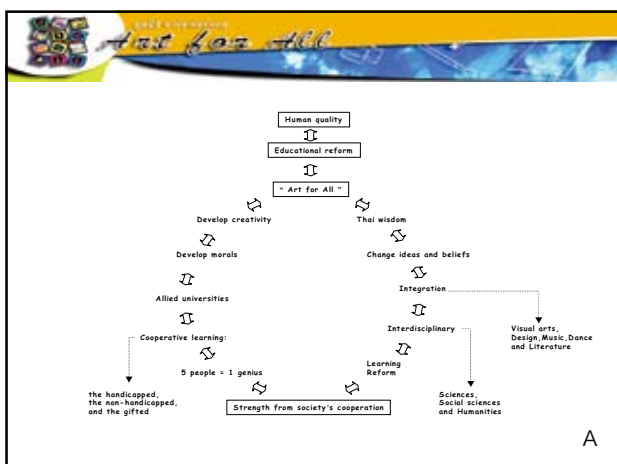 Art for All
Human quality
Educational reform
" Art for All "
Develop creativity
Thai wisdom
Develop morals
Change ideas and beliefs
Allied universities
Integration
Cooperative learning:
Interdisciplinary
Visual arts,
Design,Music,Dance
and Literature
5 people = 1 genius
Learning
Reform
the handicapped,
the non-handicapped,
and the gifted
Strength from society's cooperation
Sciences,
Social sciences
and Humanities
A